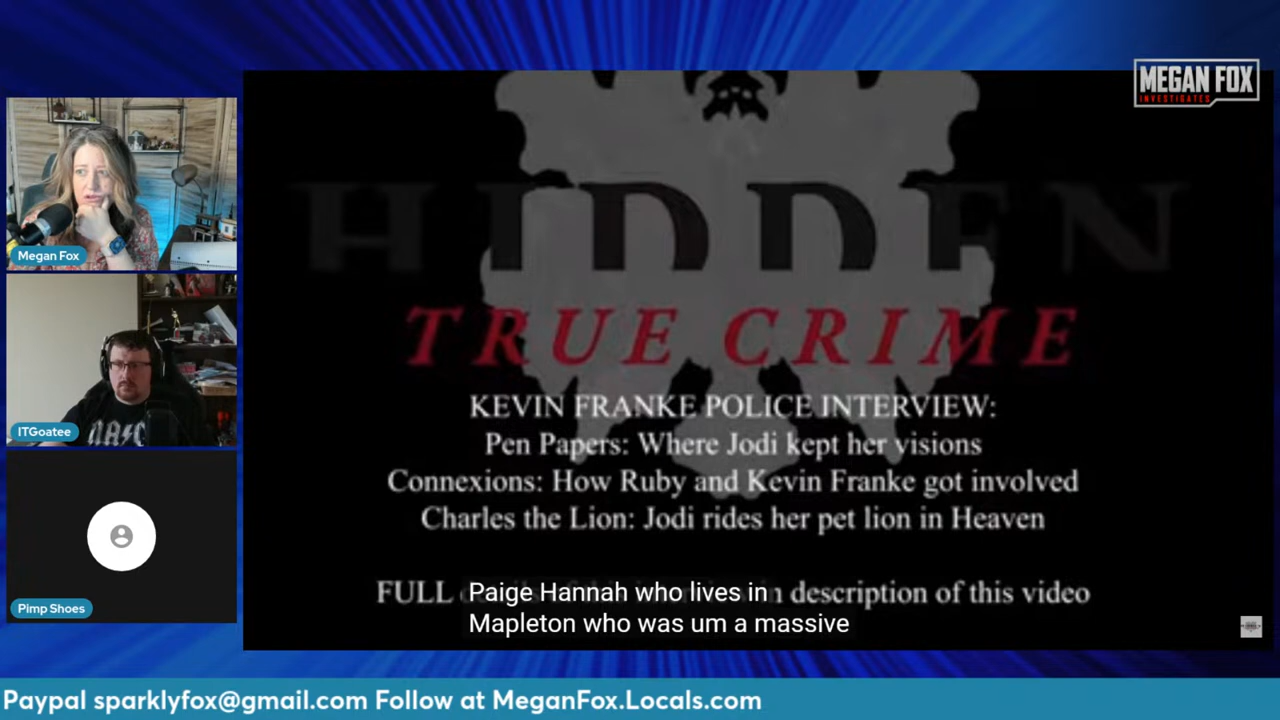 MEGAN FOX
INVESTIGATES
Megan Fox
ITGoatee
Pimp Shoes
HIDDEN
TRUE CRIME
KEVIN FRANKE POLICE INTERVIEW:
Pen Papers: Where Jodi kept her visions
Connexions: How Ruby and Kevin Franke got involved
Charles the Lion: Jodi rides her pet lion in Heaven
FULL in description of this video
Paige Hannah who lives in
Mapleton who was um a massive
Paypal sparklyfox@gmail.com Follow at MeganFox.Locals.com